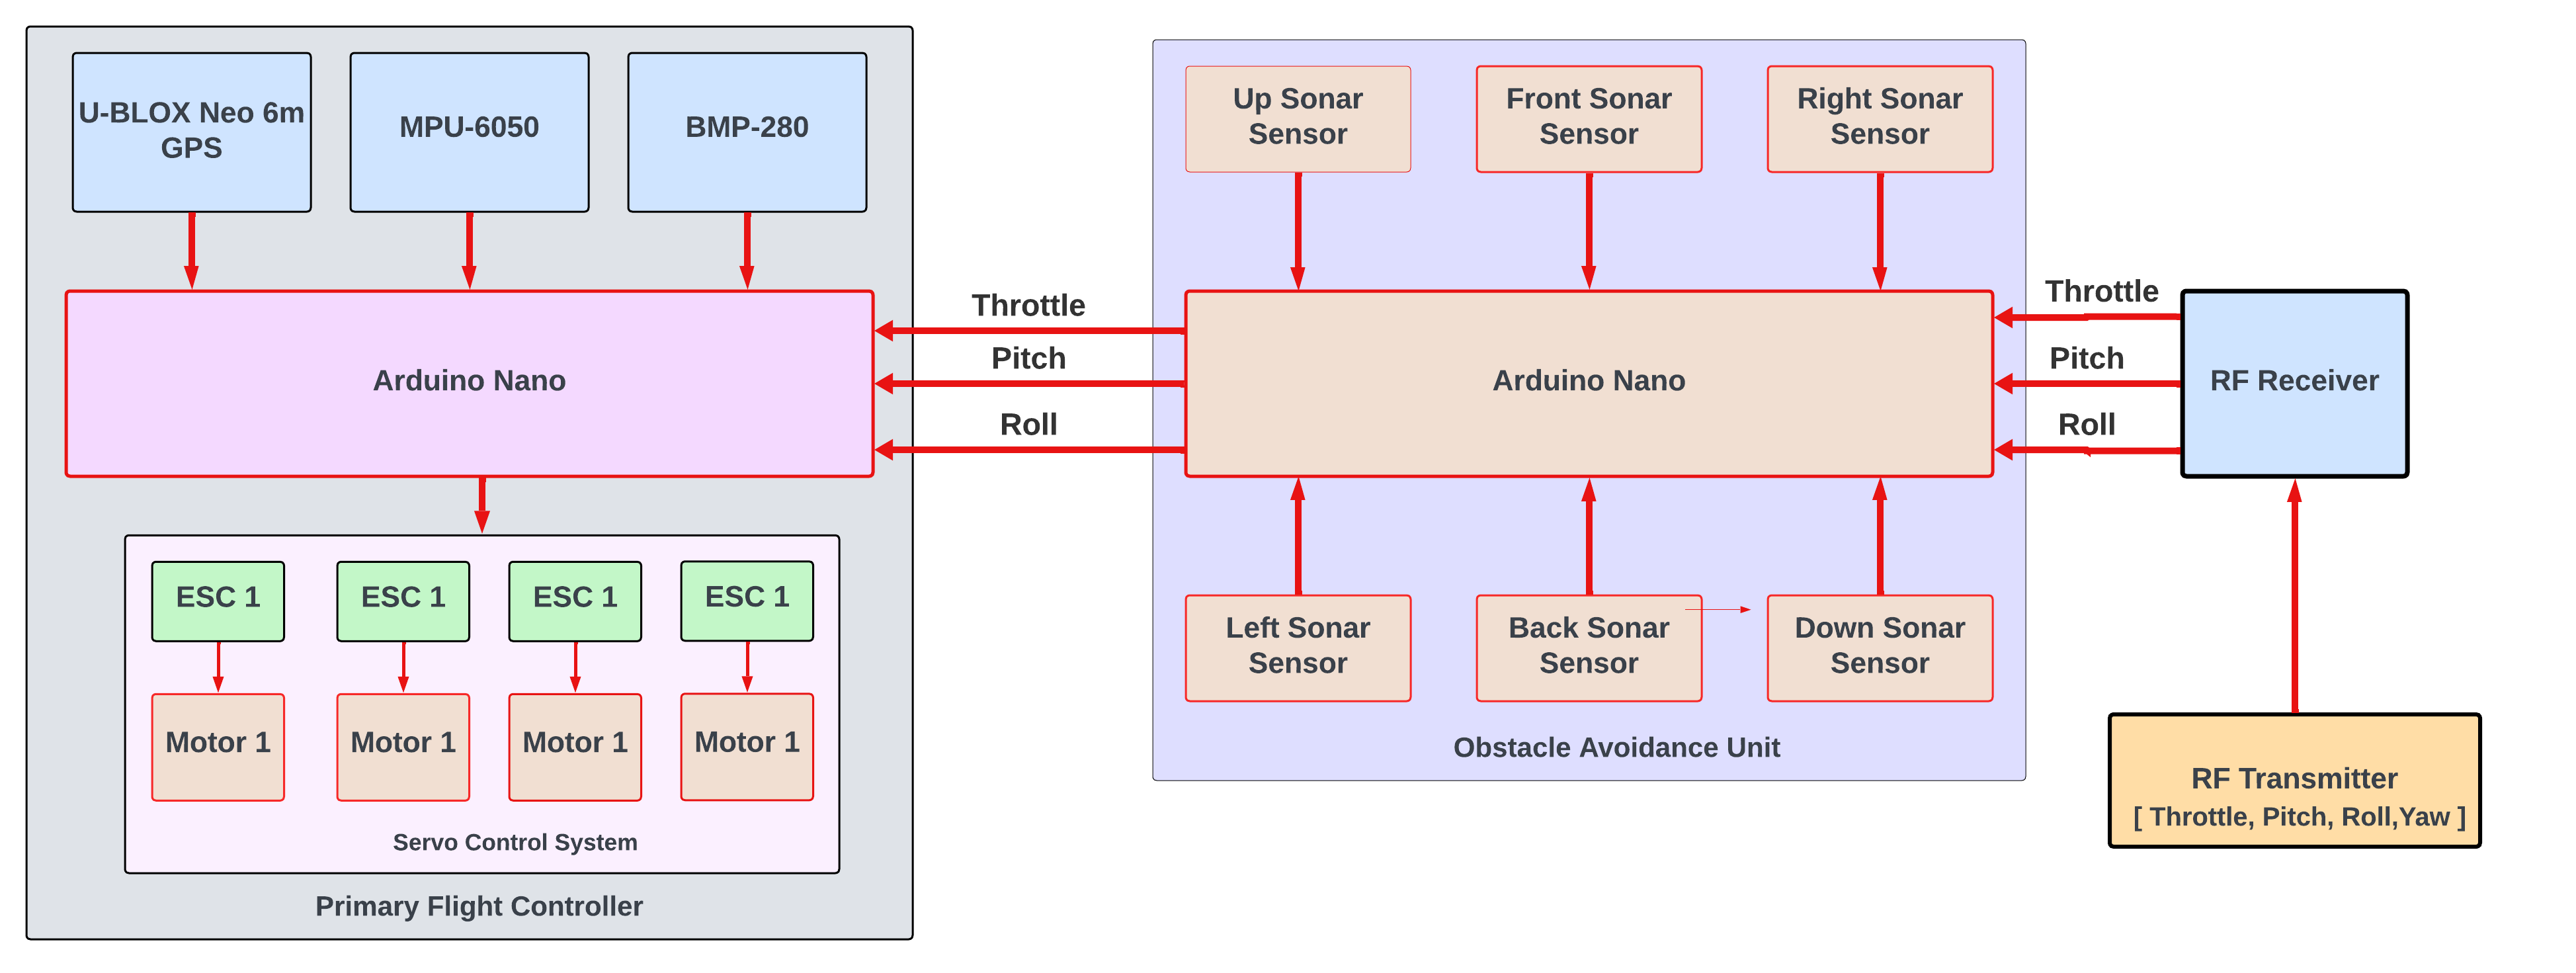 U-BLOX Neo 6m
GPS
MPU-6050
BMP-280
Arduino Nano
ESC 1
ESC 1
ESC 1
ESC 1
Motor 1
Motor 1
Motor 1
Motor 1
Servo Control System
Primary Flight Controller
Throttle
Pitch
Roll
Up Sonar
Sensor
Front Sonar
Sensor
Right Sonar
Sensor
Arduino Nano
Left Sonar
Sensor
Back Sonar
Sensor
Down Sonar
Sensor
Obstacle Avoidance Unit
Throttle
Pitch
Roll
RF Receiver
RF Transmitter
[ Throttle, Pitch, Roll,Yaw ]